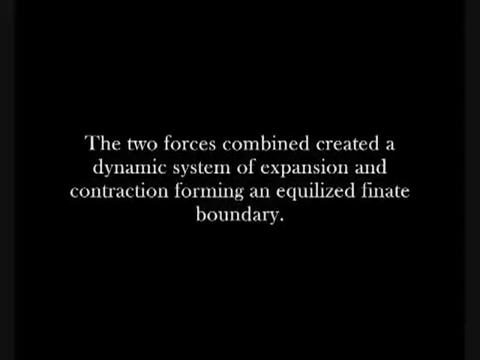 The two forces combined created a
dynamic system of expansion and
contraction forming an equilized finate
boundary.